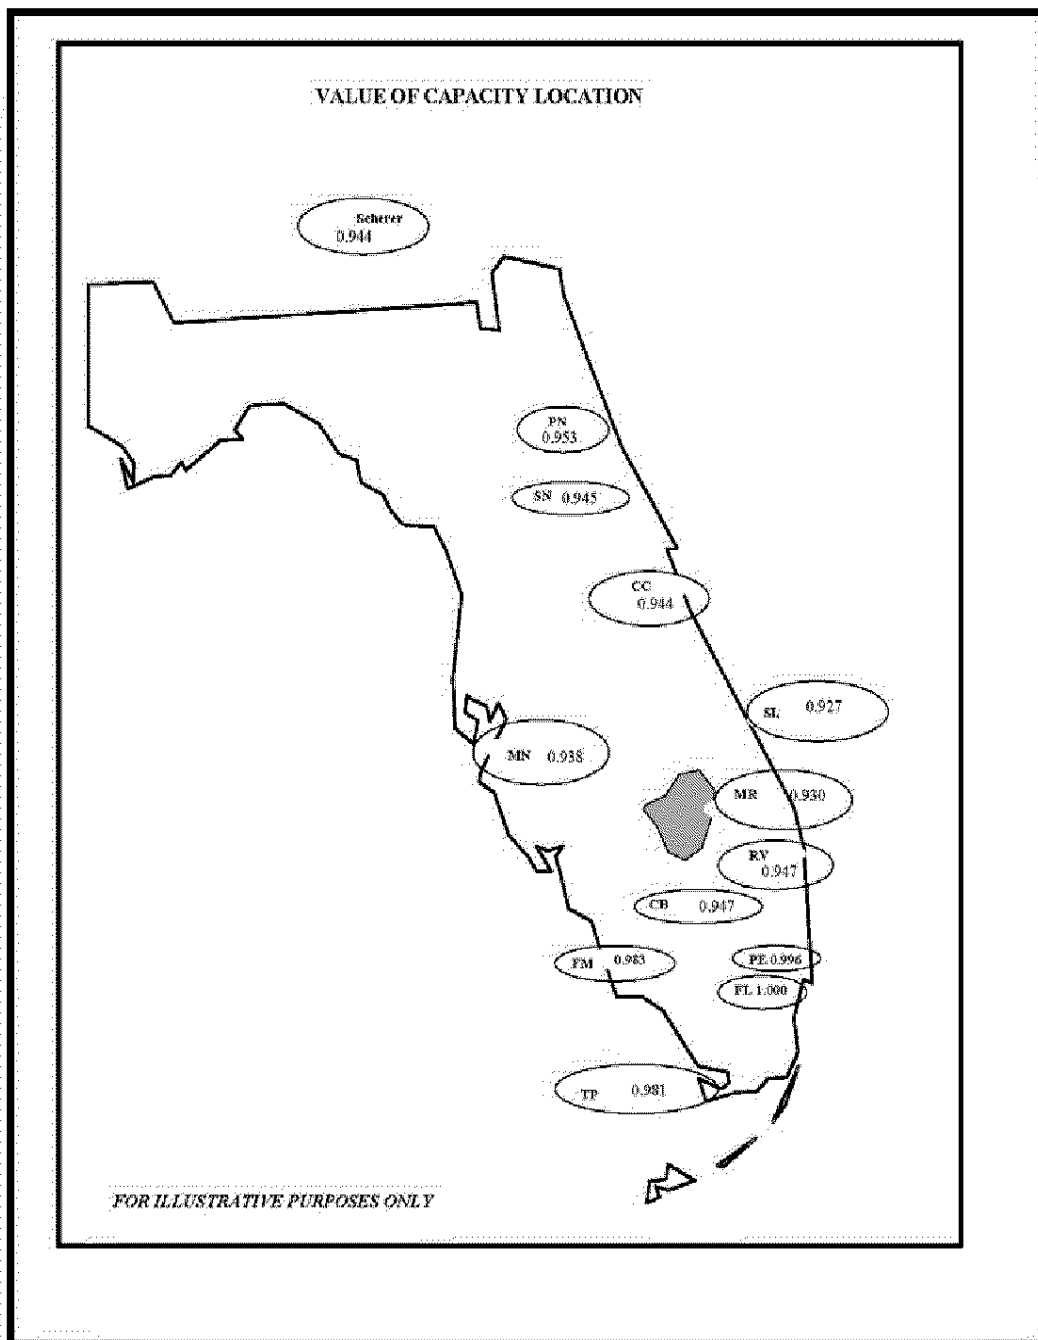 VALUE OF CAPACITY LOCATION
Scherer
0.944
PN
0.953
SN 0.945
CC
0.944
SL 0.927
MN 0.938
MR 0.930
RV
0.947
CB 0.947
FM 0.983
PE 0.996
FL 1.000
TP 0.981
FOR ILLUSTRATIVE PURPOSES ONLY